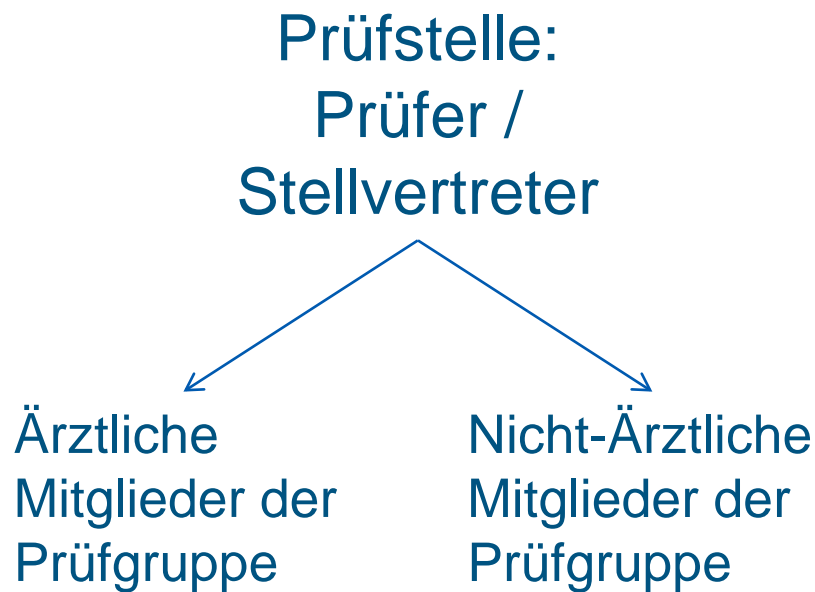 Prüfstelle:
Prüfer /
Stellvertreter
Ärztliche
Mitglieder der
Prüfgruppe
Nicht-Ärztliche
Mitglieder der
Prüfgruppe